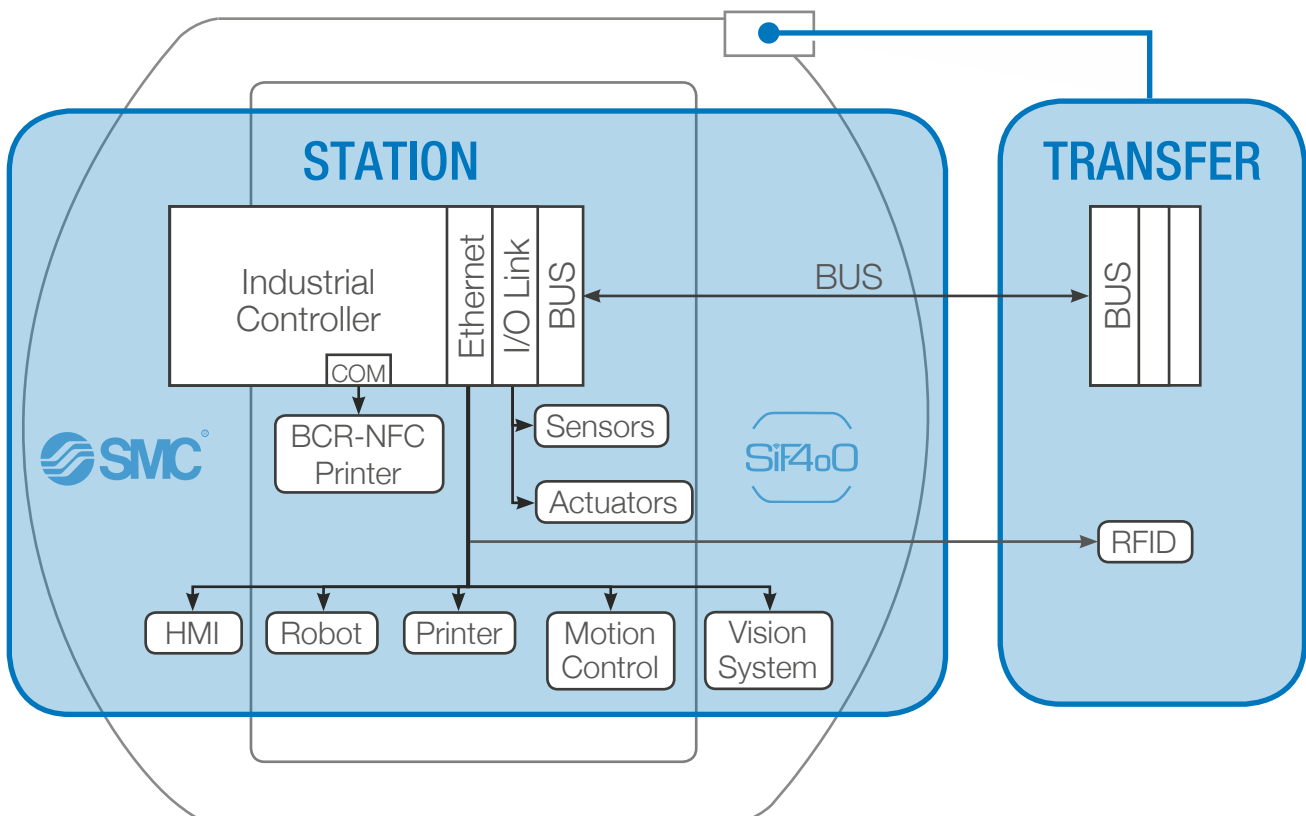 STATION
TRANSFER
Industrial
Controller
COM
Ethernet
I/O Link
BUS
BUS
BUS
BCR-NFC
Printer
Sensors
Actuators
SMC
SiF4oO
RFID
HMI
Robot
Printer
Motion
Control
Vision
System